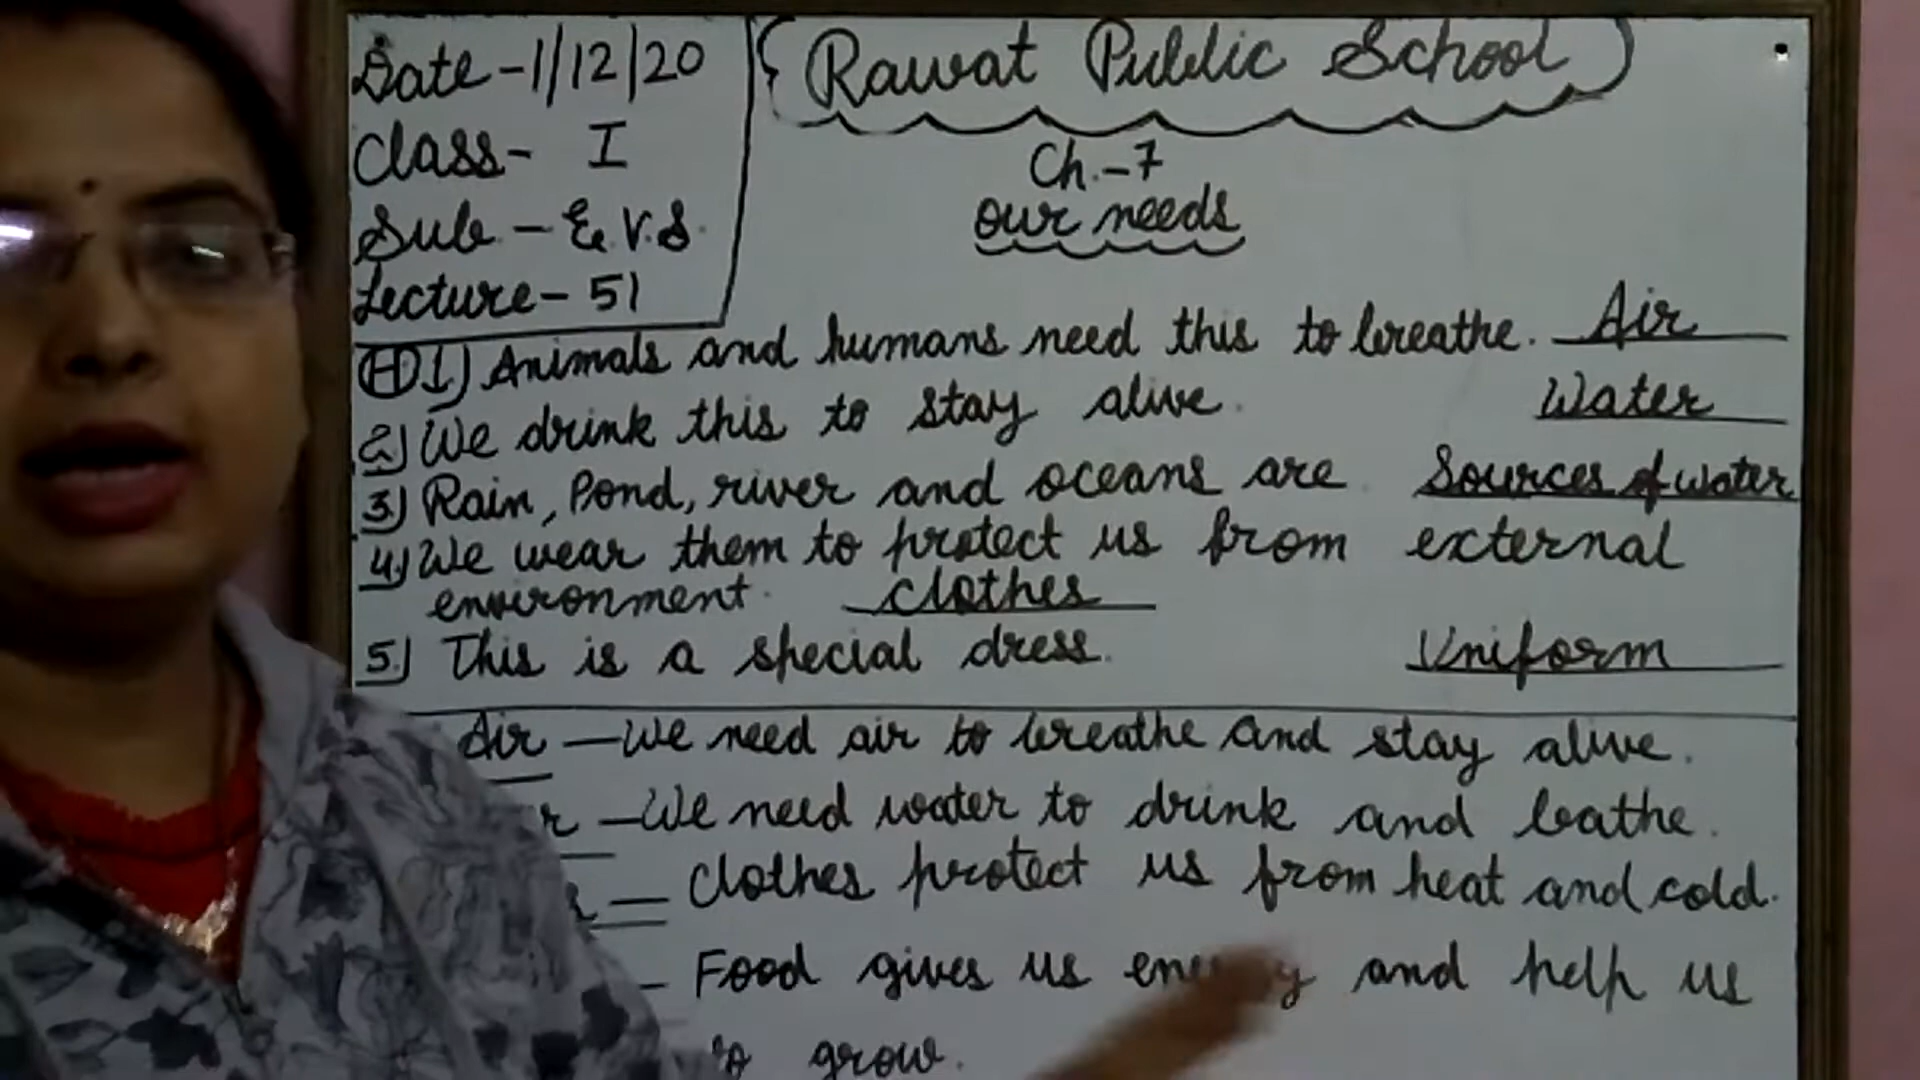 Date - 1/12/20
Class - I
Sub - E.V.S.
Lecture - 51
Rawat Public School
Ch.-7
our needs
(H) 1) Animals and humans need this to breathe. Air
2) We drink this to stay alive. Water
3) Rain, Pond, river and oceans are Sources of water
4) We wear them to protect us from external
environment. clothes
5.) This is a special dress. Uniform
Air — We need air to breathe and stay alive.
r — We need water to drink and bathe.
— Clothes protect us from heat and cold.
— Food gives us energy and help us
to grow.